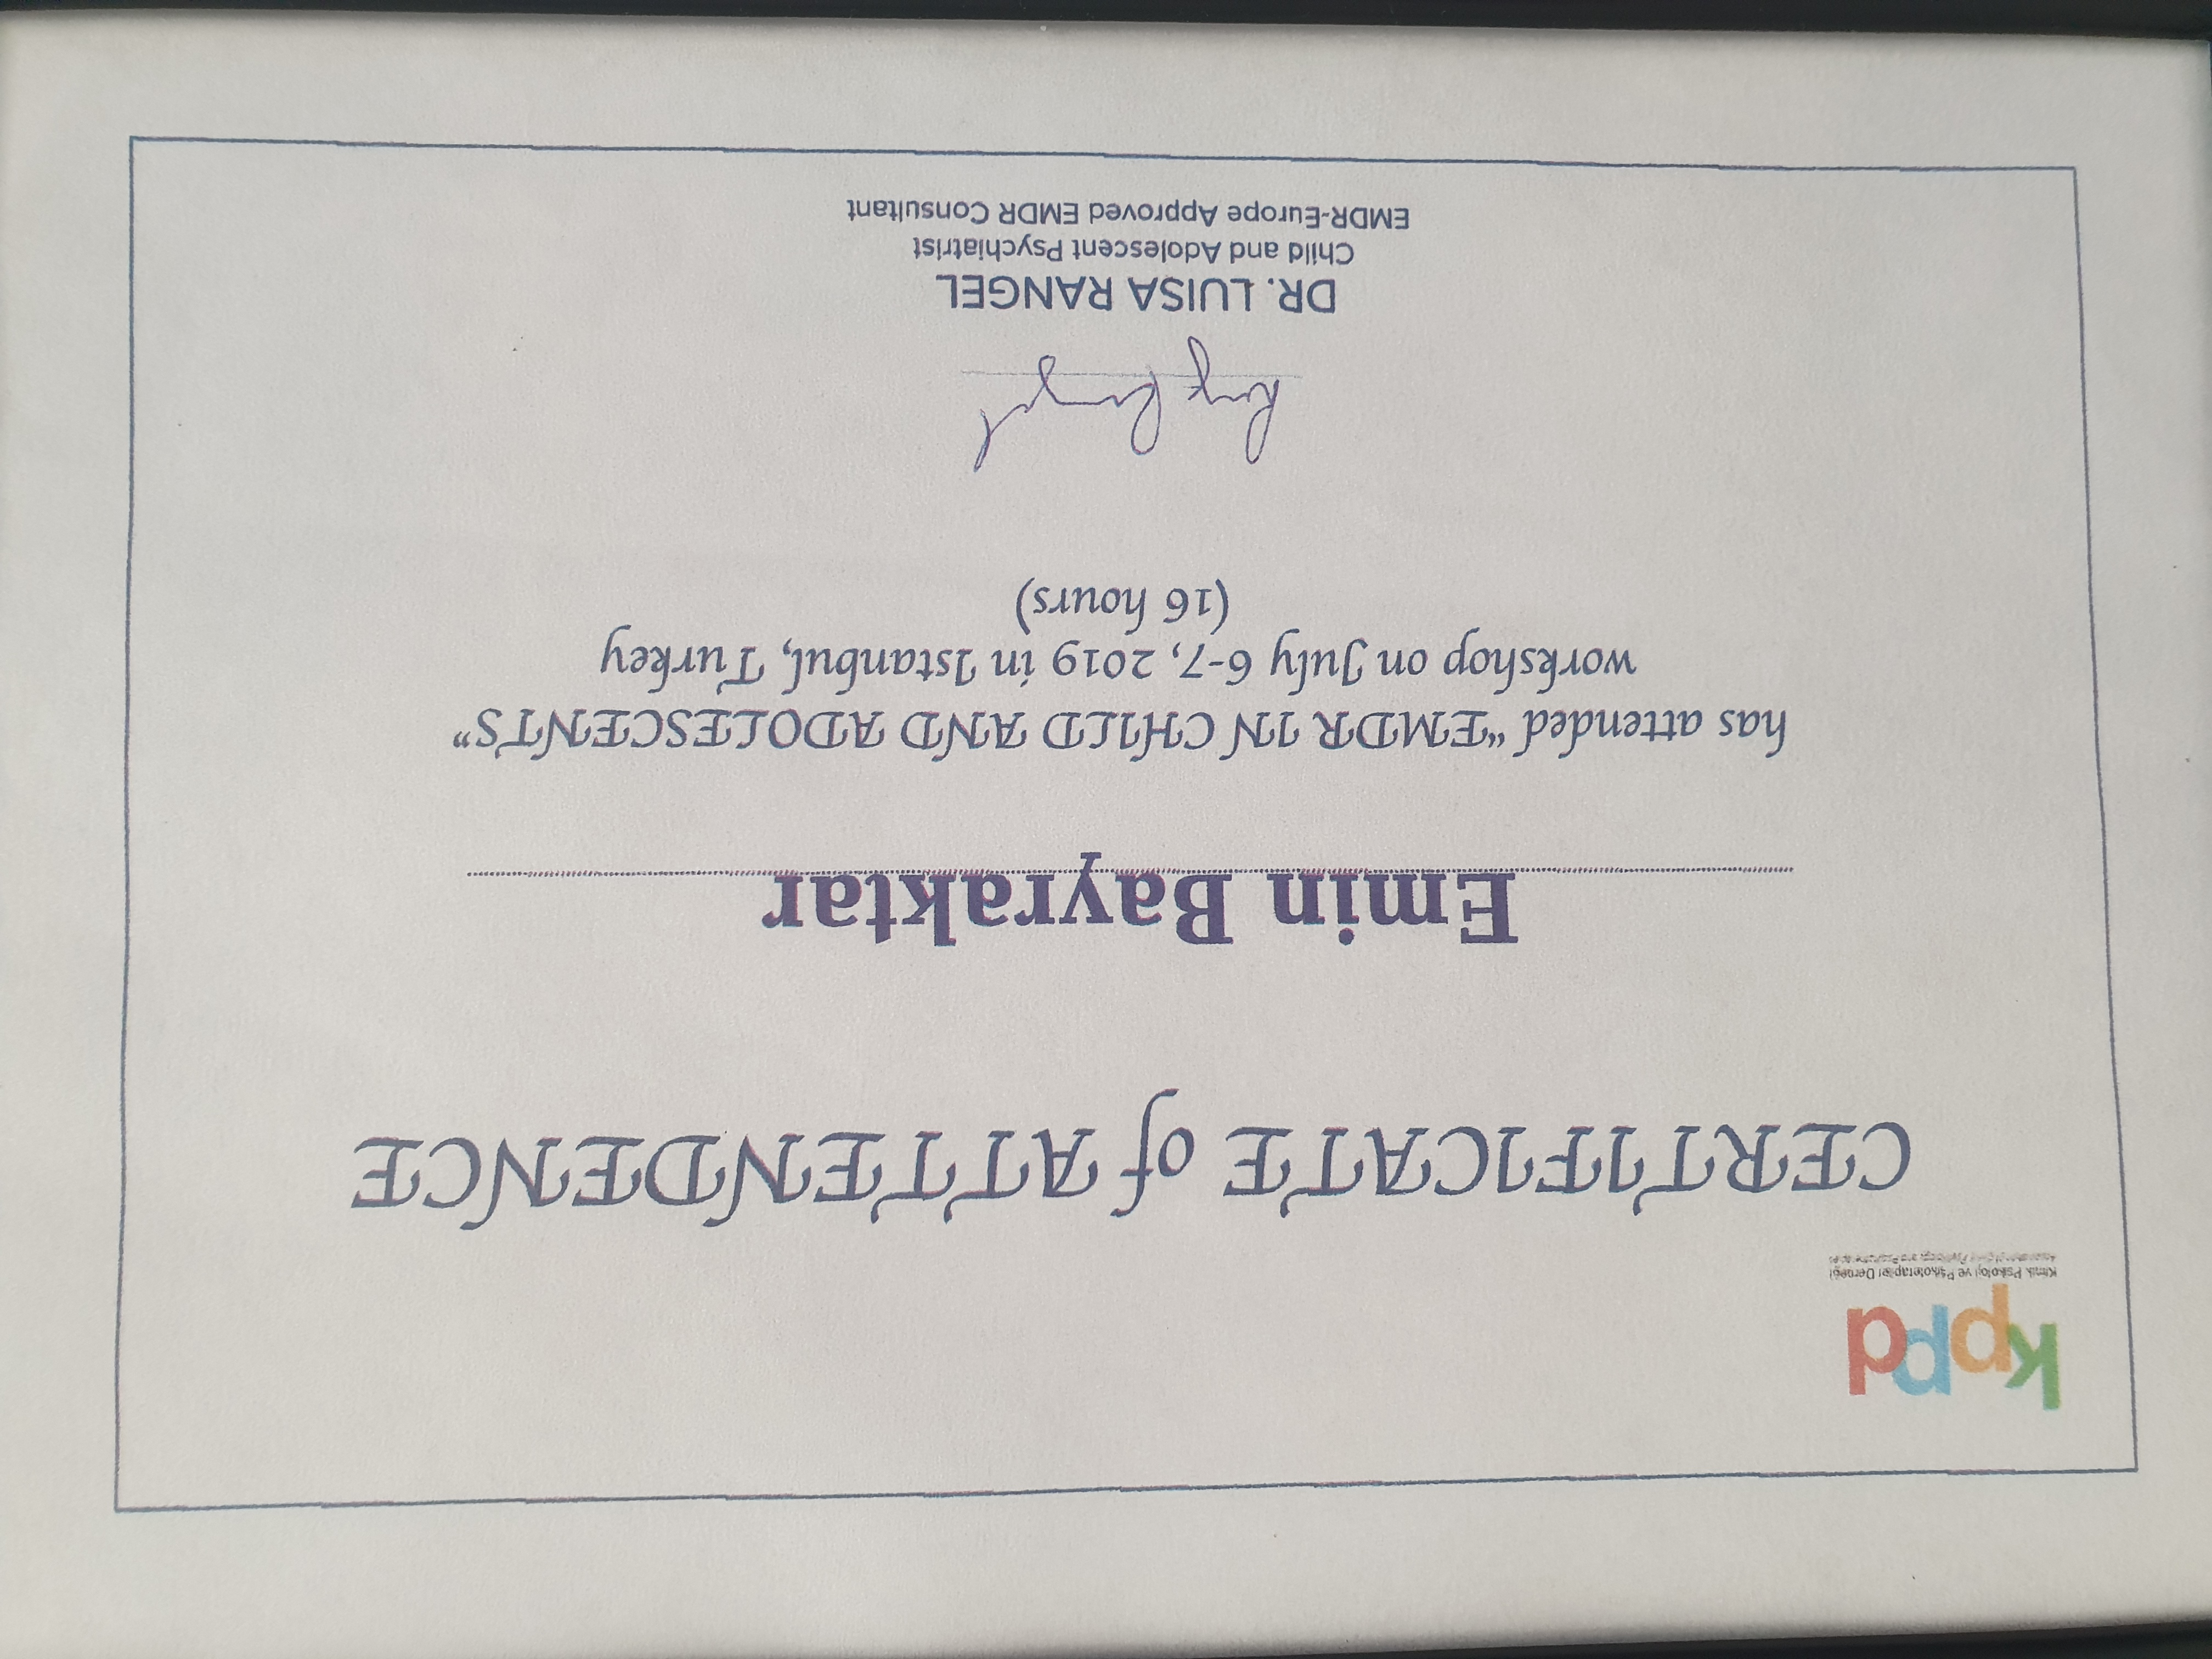 kppd
Klinik Psikoloji ve Psikoterapiler Derneği
CERTIFICATE of ATTENDENCE
Emin Bayraktar
has attended "EMDR IN CHILD AND ADOLESCENTS"
workshop on July 6-7, 2019 in Istanbul, Turkey
(16 hours)
DR. LUISA RANGEL
Child and Adolescent Psychiatrist
EMDR-Europe Approved EMDR Consultant